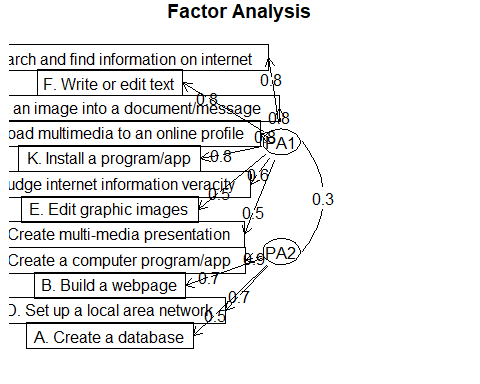 Factor Analysis
arch and find information on internet
0.8
F. Write or edit text
0.8
an image into a document/message
0.8
oad multimedia to an online profile
0.8
PA1
K. Install a program/app
0.8
udge internet information veracity
0.6
E. Edit graphic images
0.5
0.3
Create multi-media presentation
0.5
Create a computer program/app
0.9
PA2
B. Build a webpage
0.7
D. Set up a local area network
0.7
A. Create a database
0.5